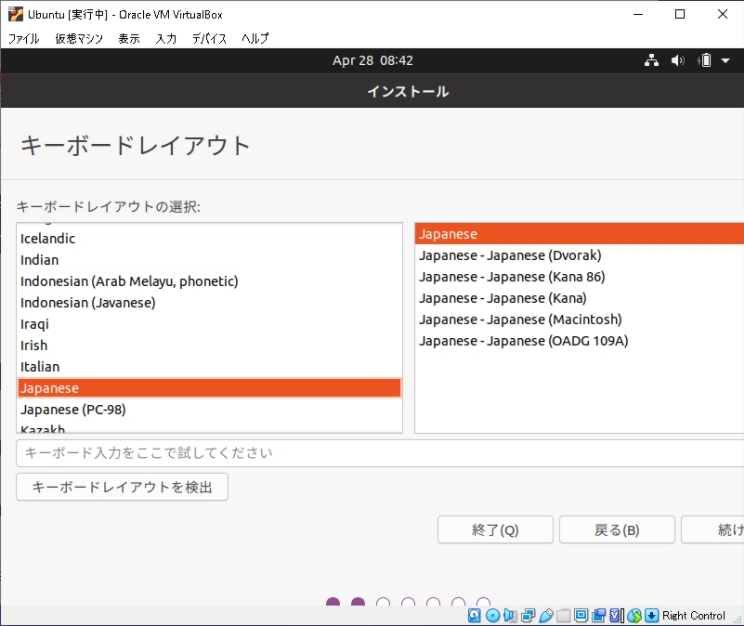 Ubuntu [実行中] - Oracle VM VirtualBox
ファイル 仮想マシン 表示 入力 デバイス ヘルプ
Apr 28 08:42
インストール
キーボードレイアウト
キーボードレイアウトの選択:
Icelandic
Indian
Indonesian (Arab Melayu, phonetic)
Indonesian (Javanese)
Iraqi
Irish
Italian
Japanese
Japanese (PC-98)
Kazakh
Japanese
Japanese - Japanese (Dvorak)
Japanese - Japanese (Kana 86)
Japanese - Japanese (Kana)
Japanese - Japanese (Macintosh)
Japanese - Japanese (OADG 109A)
キーボード入力をここで試してください
キーボードレイアウトを検出
終了(Q) 戻る(B) 続け
Right Control